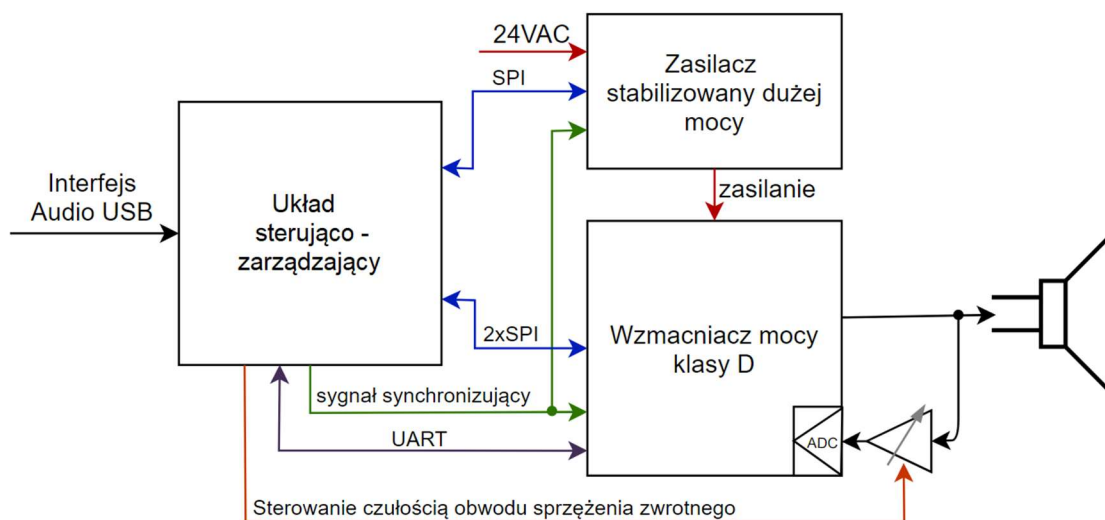 24VAC
SPI
Zasilacz
stabilizowany dużej
mocy
Interfejs
Audio USB
Układ
sterująco -
zarządzający
zasilanie
2xSPI
Wzmacniacz mocy
klasy D
sygnał synchronizujący
UART
ADC
Sterowanie czułością obwodu sprzężenia zwrotnego